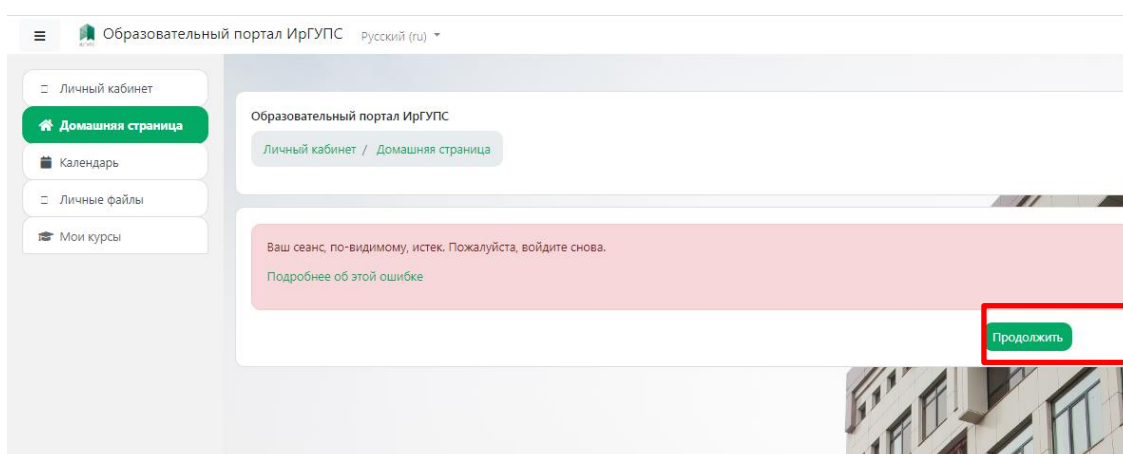 Образовательный портал ИрГУПС Русский (ru)
Личный кабинет
Домашняя страница
Календарь
Личные файлы
Мои курсы
Образовательный портал ИрГУПС
Личный кабинет / Домашняя страница
Ваш сеанс, по-видимому, истек. Пожалуйста, войдите снова.
Подробнее об этой ошибке
Продолжить